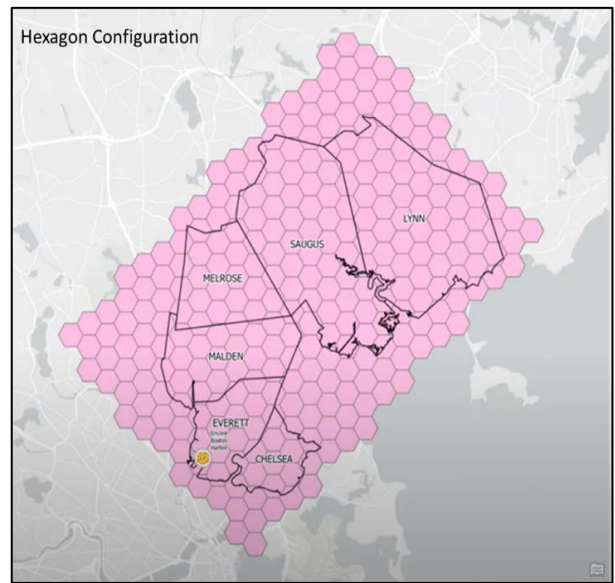 Hexagon Configuration
LYNN
SAUGUS
MELROSE
MALDEN
EVERETT
Encore
Boston
Harbor
CHELSEA